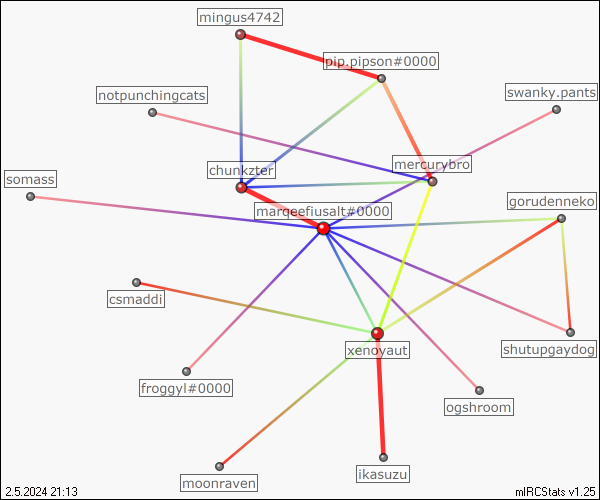 mingus4742
pip.pipson#0000
notpunchingcats
swanky.pants
chunkzter
mercurybro
somass
marqeefiusalt#0000
gorudenneko
csmaddi
xenoyaut
shutupgaydog
froggyl#0000
ogshroom
moonraven
ikasuzu
2.5.2024 21:13
mIRCStats v1.25